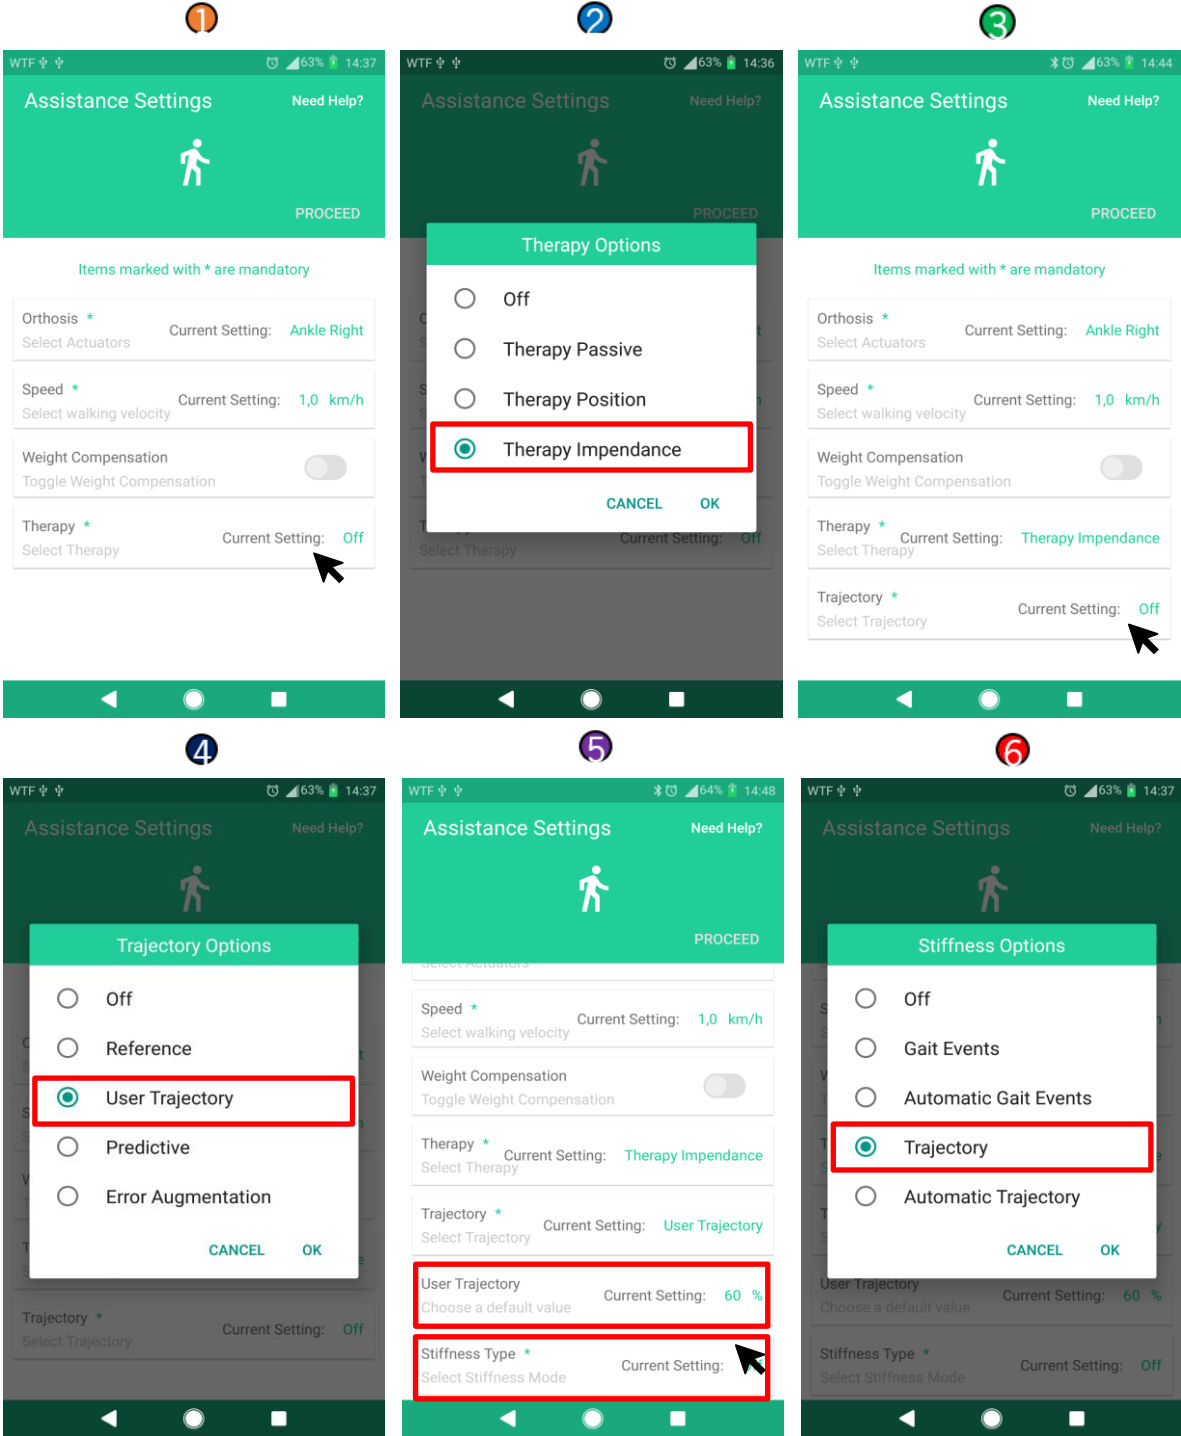 1
2
3
WTF 63% 14:37
Assistance Settings Need Help?
PROCEED
Items marked with * are mandatory
Orthosis *
Select Actuators
Current Setting: Ankle Right
Speed *
Select walking velocity
Current Setting: 1,0 km/h
Weight Compensation
Toggle Weight Compensation
Therapy *
Select Therapy
Current Setting: Off
WTF 63% 14:36
Assistance Settings Need Help?
PROCEED
Therapy Options
Off
Therapy Passive
Therapy Position
Therapy Impendance
CANCEL OK
Select Therapy
Current Setting: Off
WTF 63% 14:44
Assistance Settings Need Help?
PROCEED
Items marked with * are mandatory
Orthosis *
Select Actuators
Current Setting: Ankle Right
Speed *
Select walking velocity
Current Setting: 1,0 km/h
Weight Compensation
Toggle Weight Compensation
Therapy *
Select Therapy
Current Setting: Therapy Impendance
Trajectory *
Select Trajectory
Current Setting: Off
4
5
6
WTF 63% 14:37
Assistance Settings Need Help?
Trajectory Options
Off
Reference
User Trajectory
Predictive
Error Augmentation
CANCEL OK
Trajectory *
Select Trajectory
Current Setting: Off
WTF 64% 14:48
Assistance Settings Need Help?
PROCEED
Select Actuators
Speed *
Select walking velocity
Current Setting: 1,0 km/h
Weight Compensation
Toggle Weight Compensation
Therapy *
Select Therapy
Current Setting: Therapy Impendance
Trajectory *
Select Trajectory
Current Setting: User Trajectory
User Trajectory
Choose a default value
Current Setting: 60 %
Stiffness Type *
Select Stiffness Mode
Current Setting:
WTF 63% 14:37
Assistance Settings Need Help?
Stiffness Options
Off
Gait Events
Automatic Gait Events
Trajectory
Automatic Trajectory
CANCEL OK
User Trajectory
Choose a default value
Current Setting: 60 %
Stiffness Type *
Select Stiffness Mode
Current Setting: Off